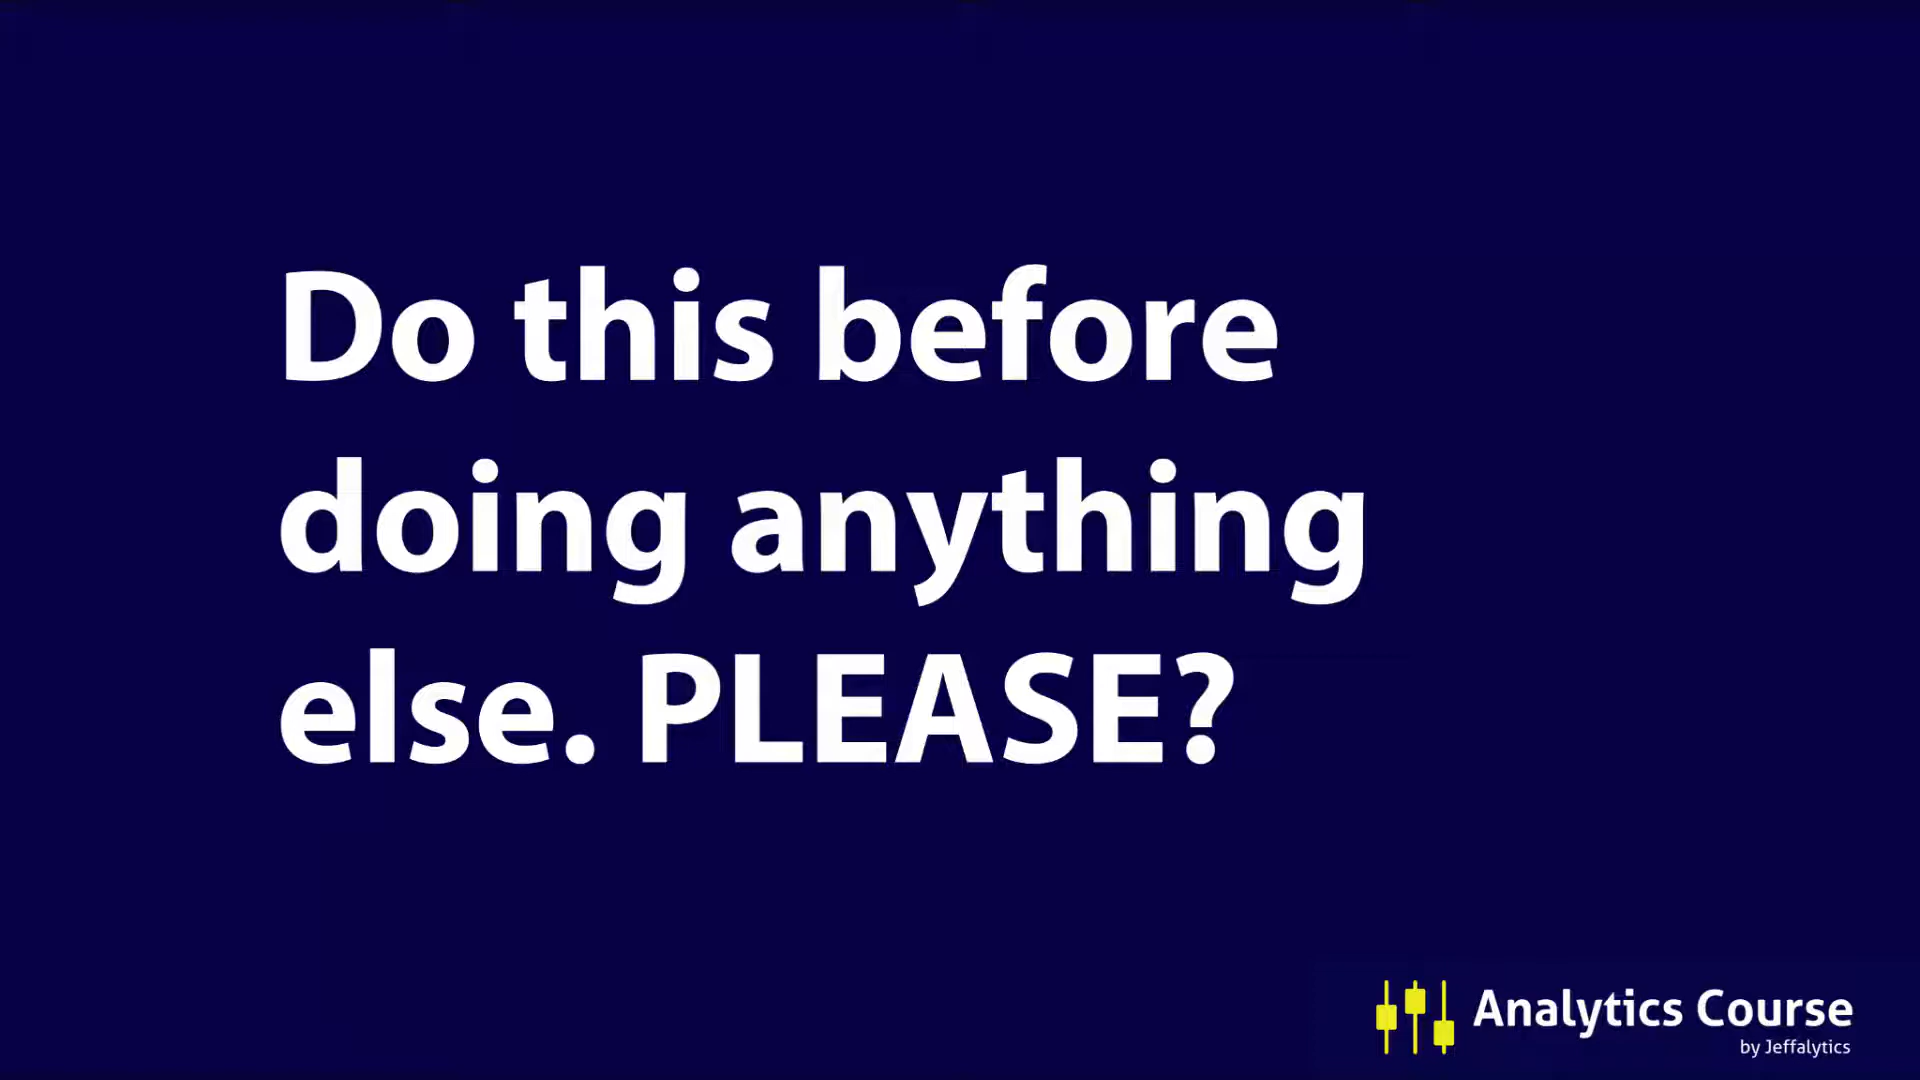 Do this before
doing anything
else. PLEASE?
Analytics Course
by Jeffalytics